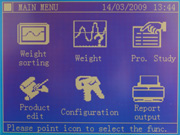 MAIN MENU 14/03/2009 13:44
Weight sorting
Weight
Pro. Study
Product edit
Configuration
Report output
Please point icon to select the func.